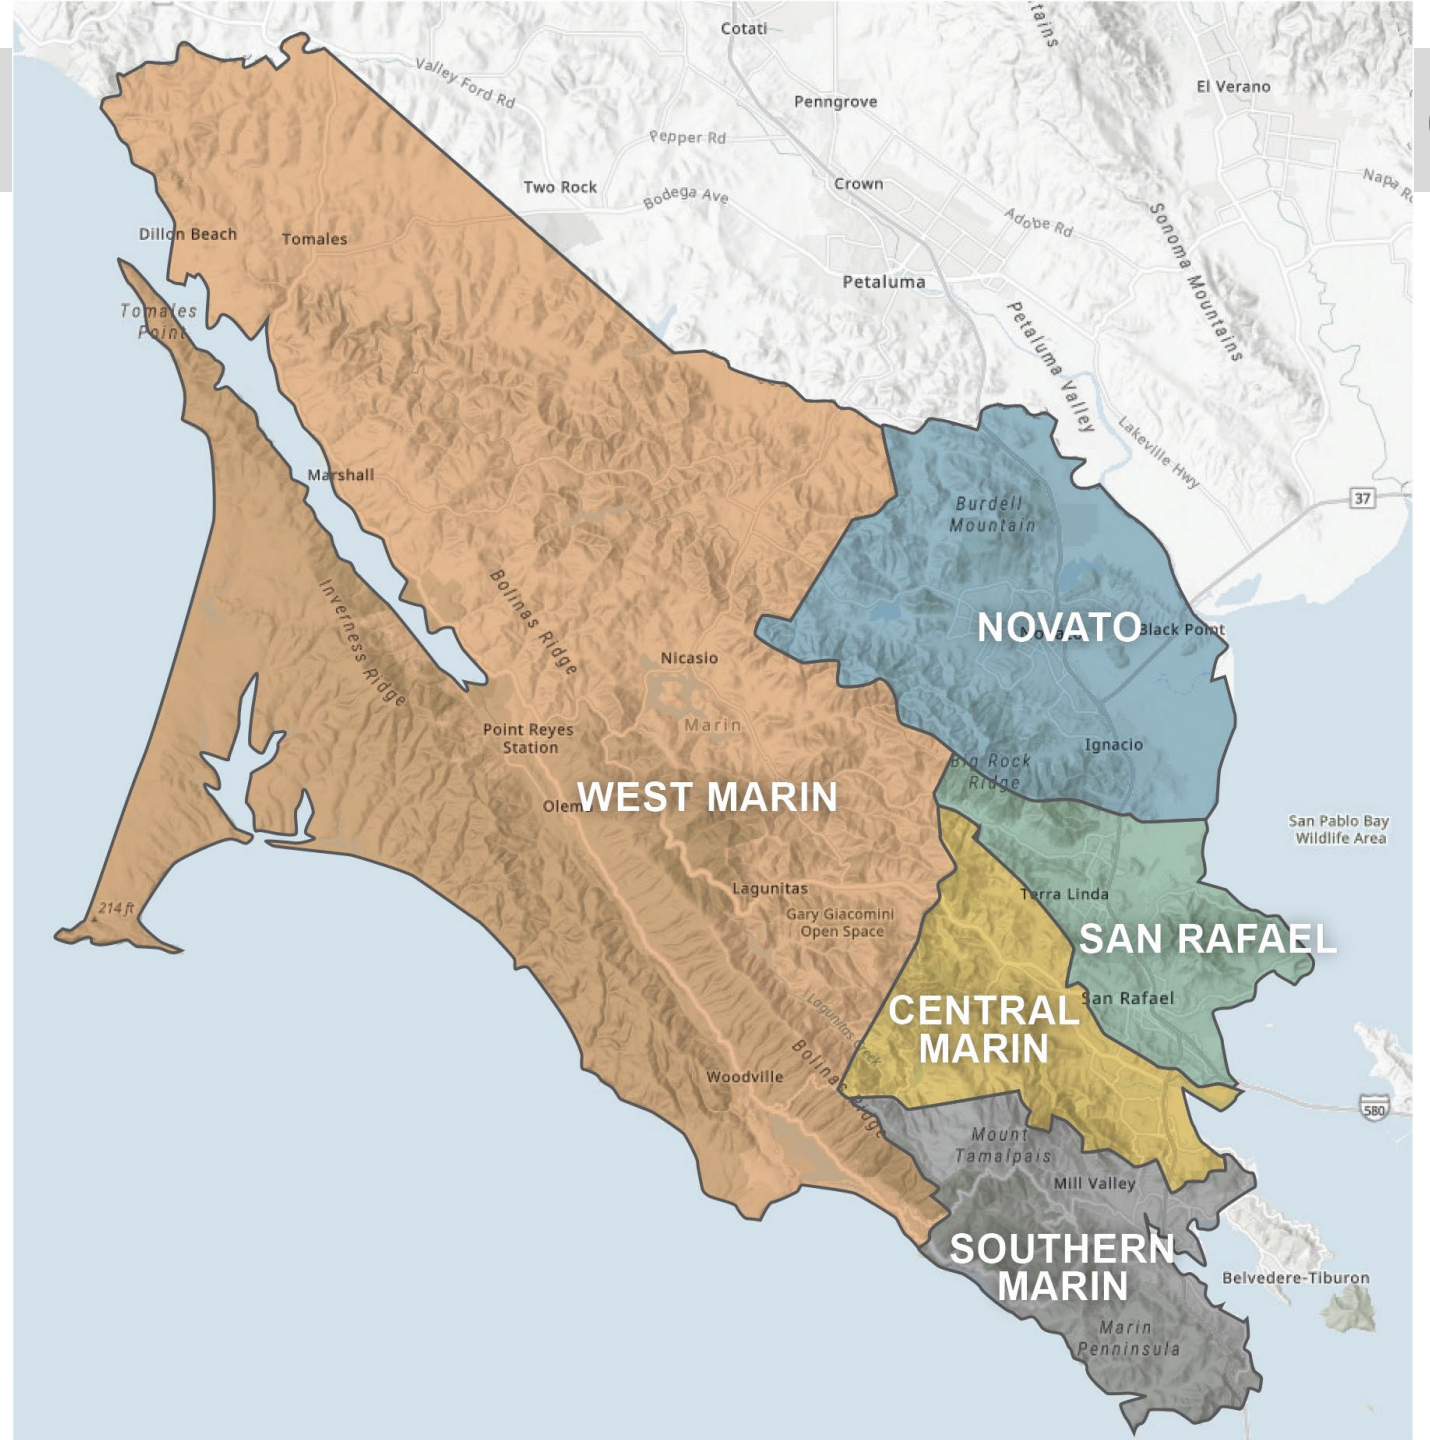 Cotati
tains
Valley Ford Rd
El Verano
Penngrove
Pepper Rd
Two Rock
Bodega Ave
Crown
Napa R
Adobe Rd
Sonoma Mountains
Dillon Beach
Tomales
Petaluma
Tomales
Point
Petaluma Valley
Lakeville Hwy
Marshall
37
Burdell
Mountain
Bolinas Ridge
Inverness Ridge
NOVATO
Novato
Black Point
Nicasio
Marin
Point Reyes
Station
Ignacio
Big Rock
Ridge
Olema
WEST MARIN
San Pablo Bay
Wildlife Area
Lagunitas
Terra Linda
214 ft
Gary Giacomini
Open Space
SAN RAFAEL
San Rafael
CENTRAL
MARIN
Lagunitas Creek
Bolinas Ridge
Woodville
580
Mount
Tamalpais
Mill Valley
SOUTHERN
MARIN
Belvedere-Tiburon
Marin
Penninsula